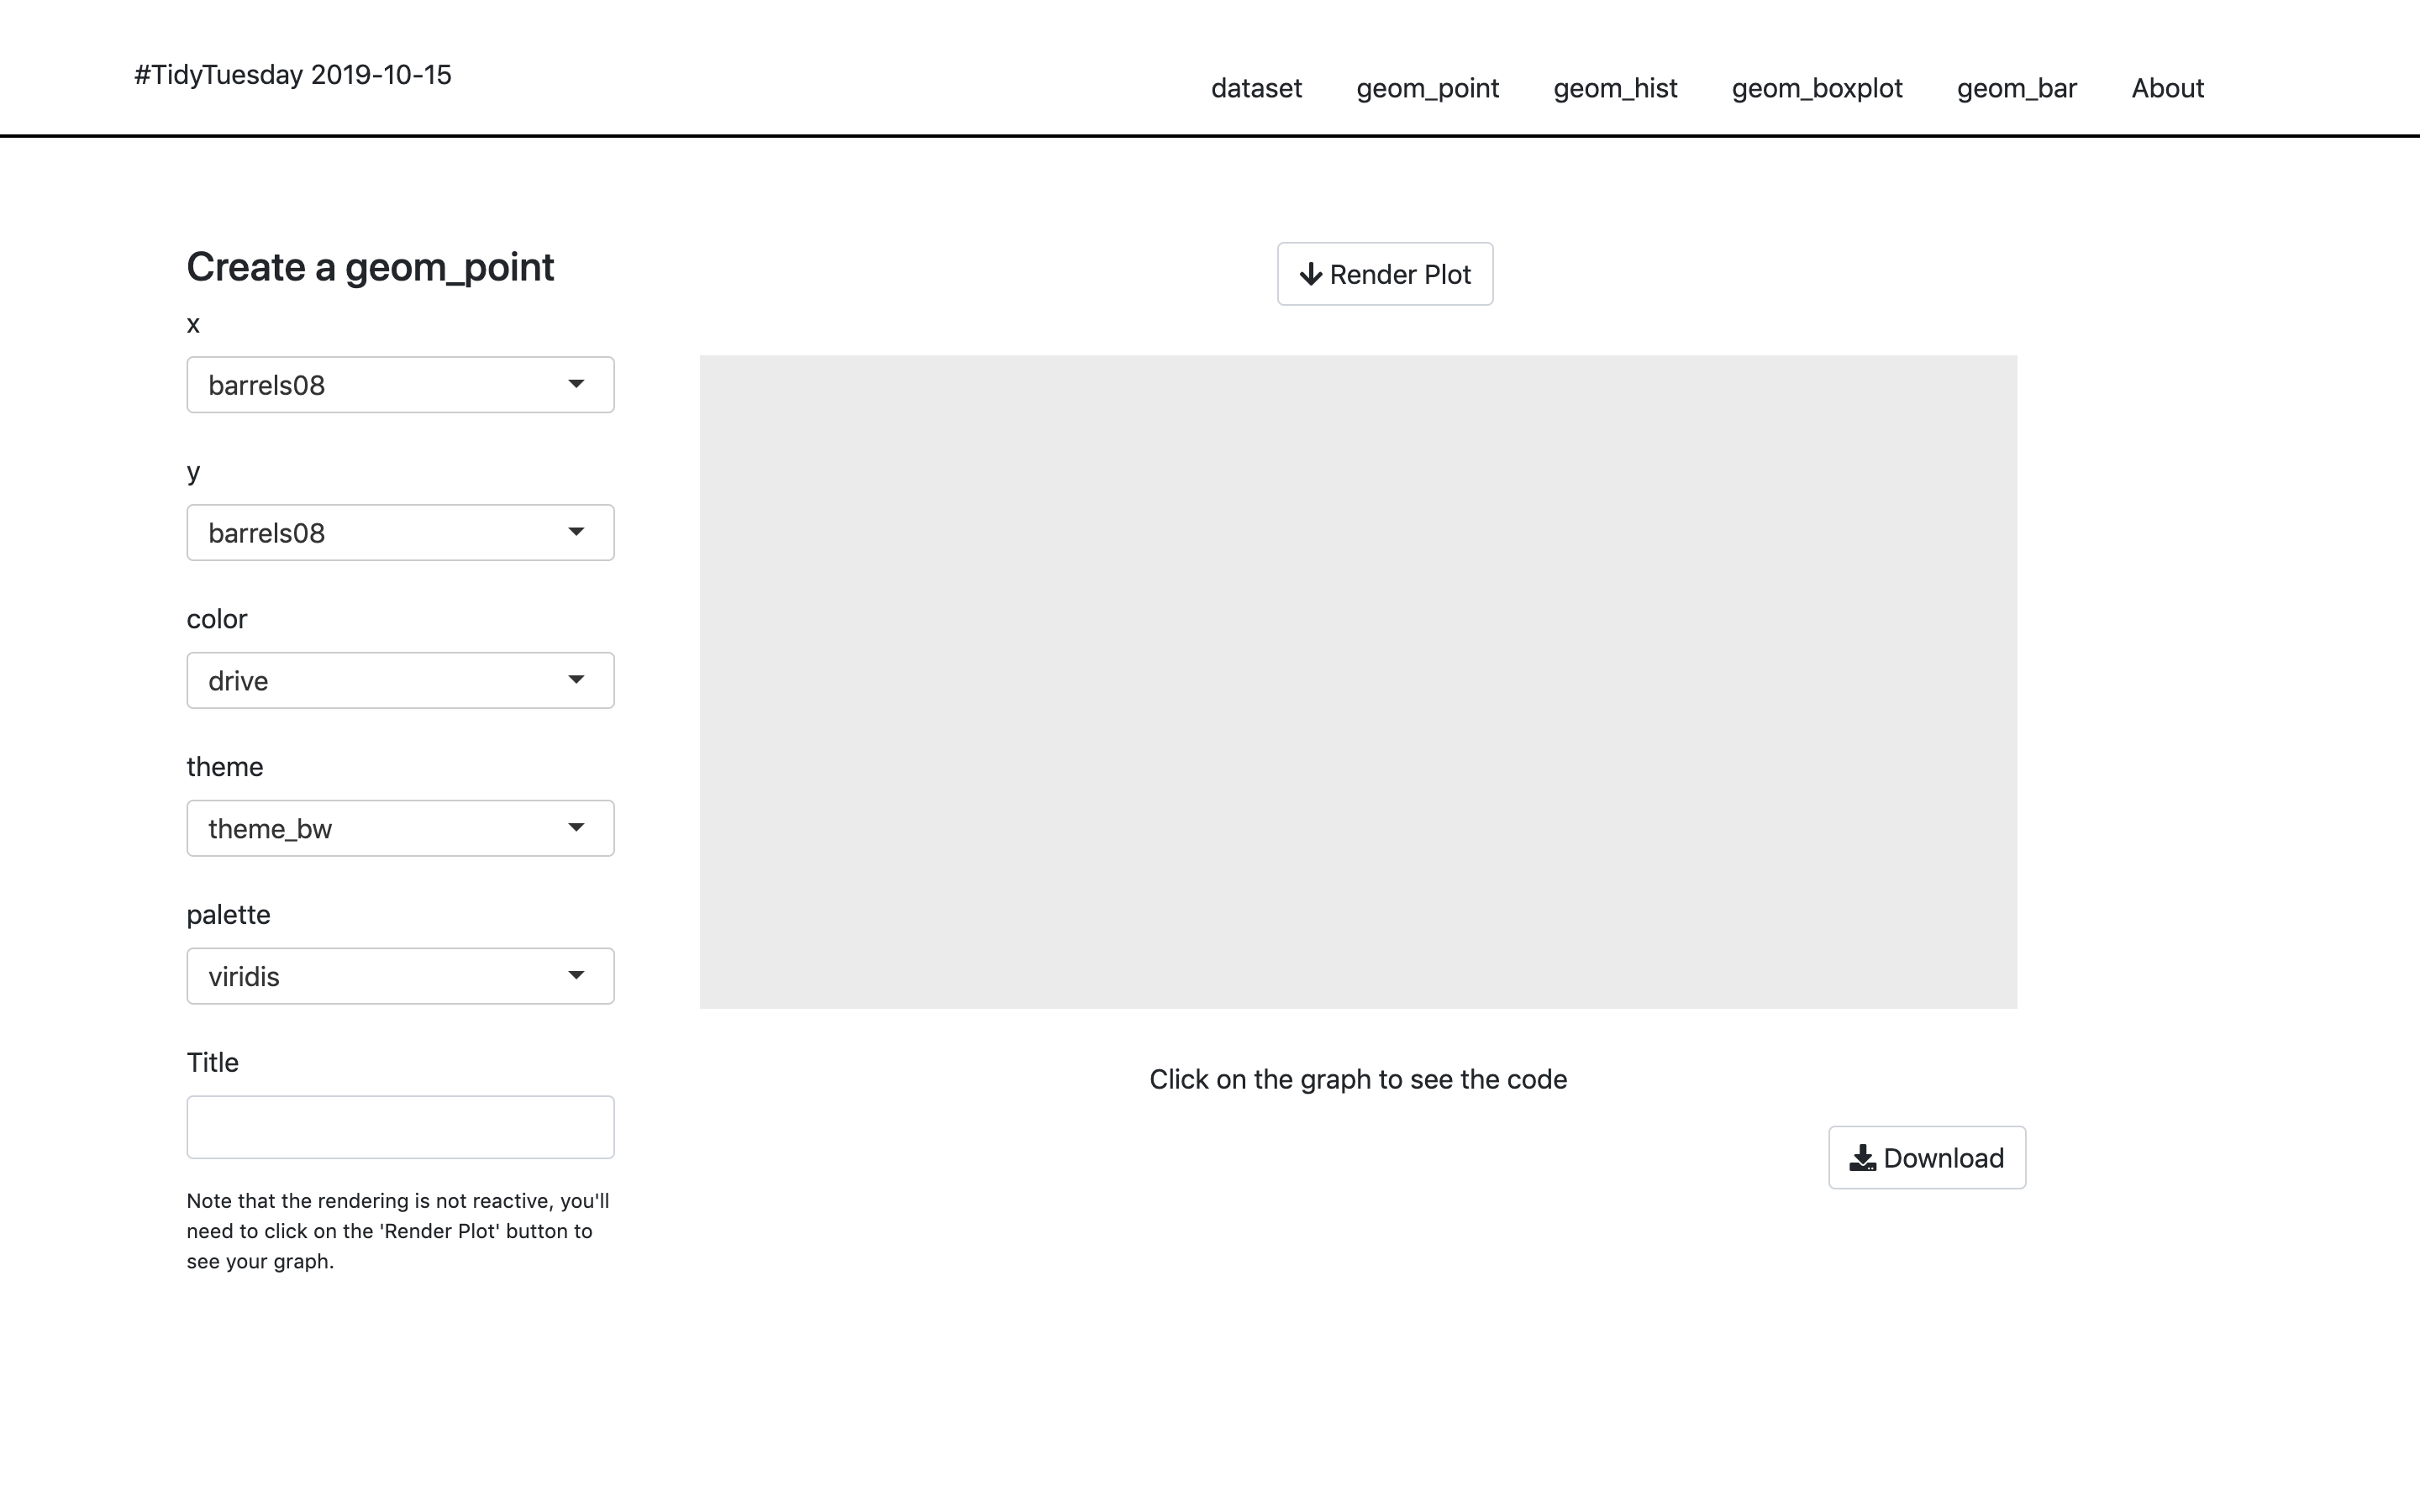 #TidyTuesday 2019-10-15
dataset
geom_point
geom_hist
geom_boxplot
geom_bar
About
Create a geom_point
x
barrels08
y
barrels08
color
drive
theme
theme_bw
palette
viridis
Title
Note that the rendering is not reactive, you'll
need to click on the 'Render Plot' button to
see your graph.
Render Plot
Click on the graph to see the code
Download